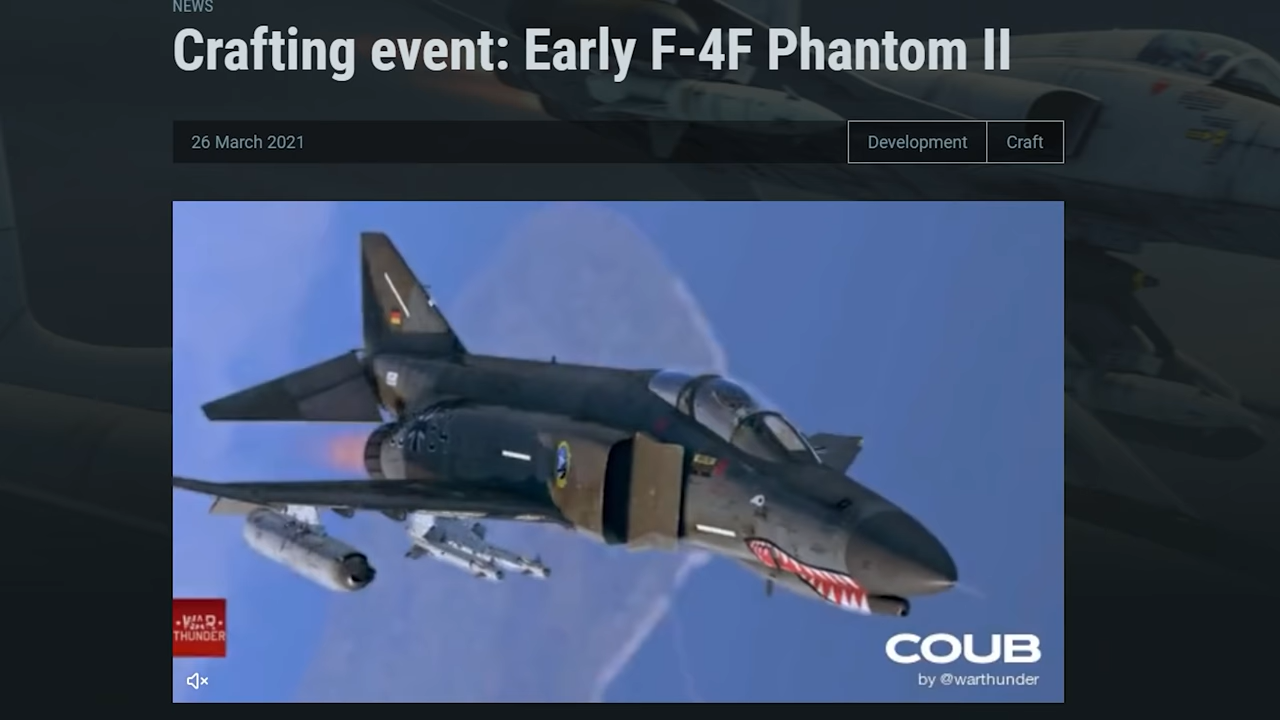 NEWS
Crafting event: Early F-4F Phantom II
26 March 2021
Development
Craft
WAR
THUNDER
COUB
by @warthunder